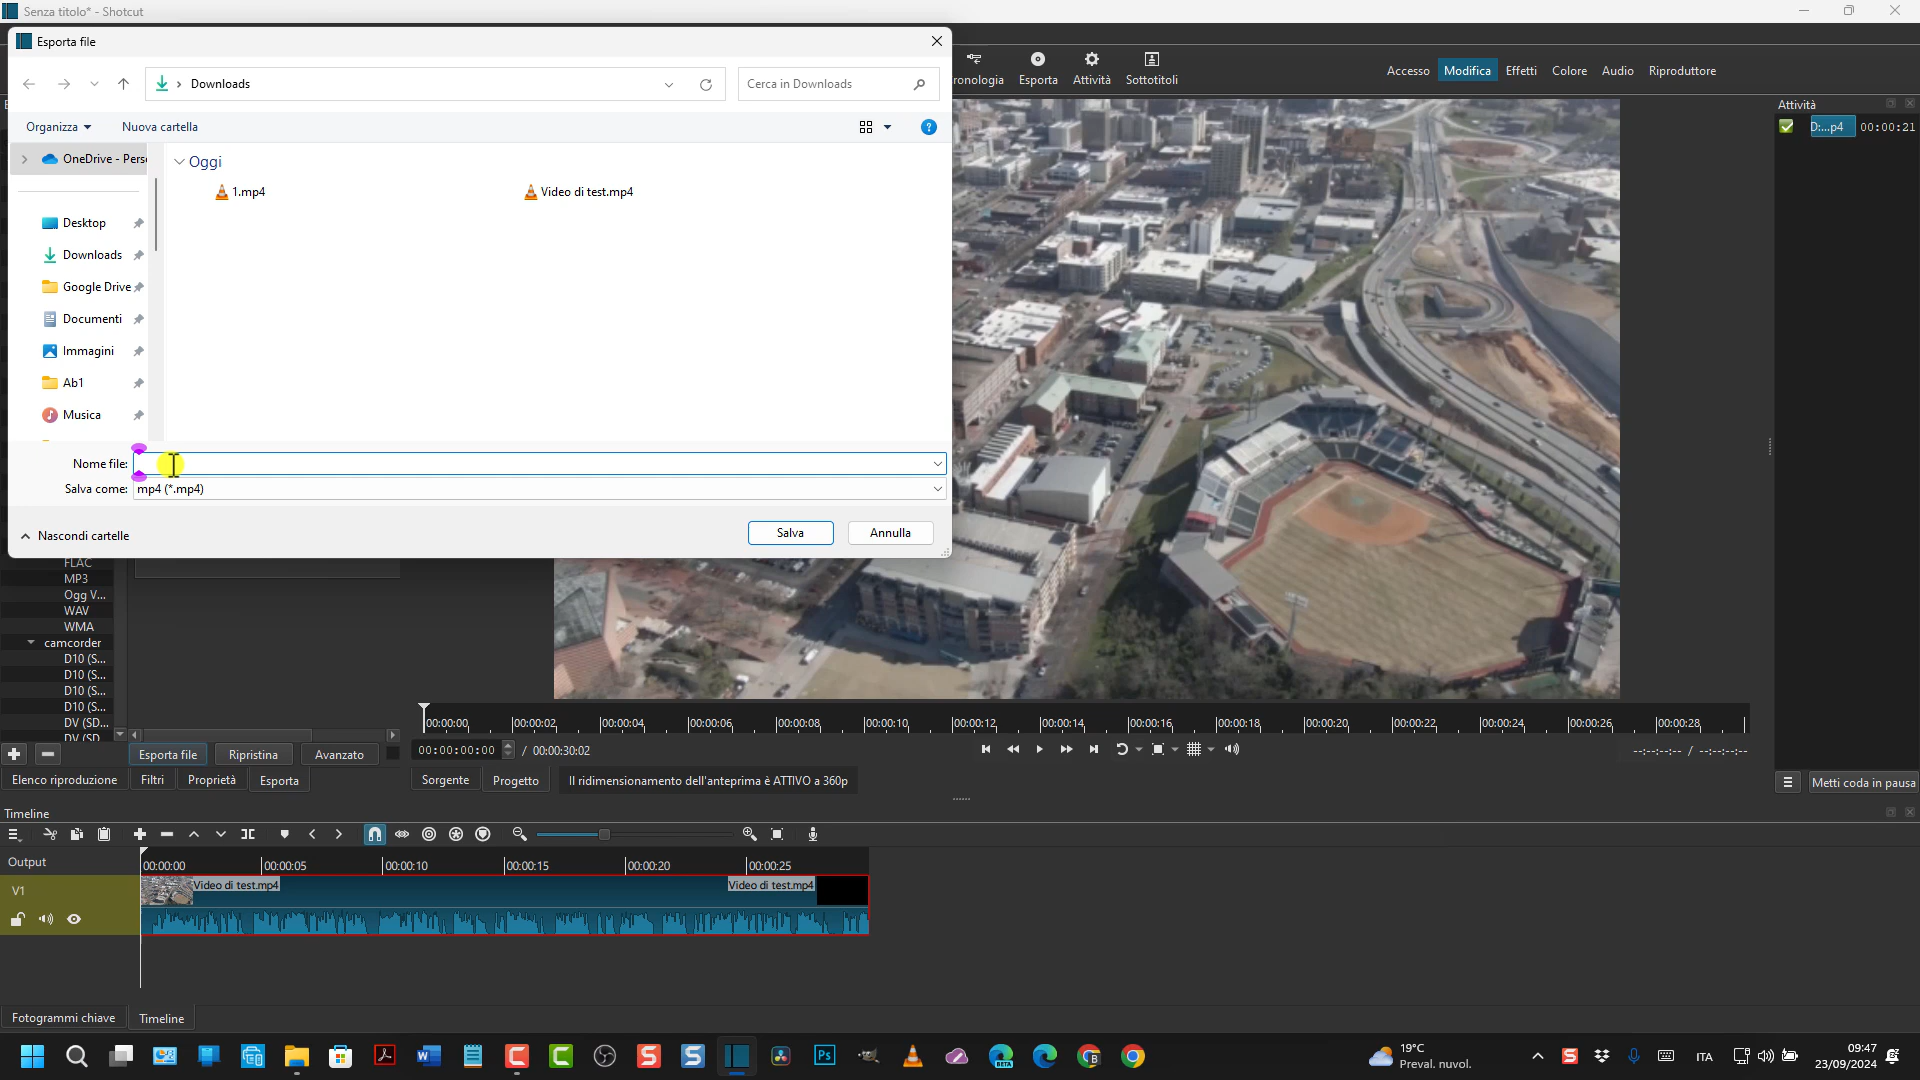 Senza titolo* - Shotcut
Esporta file
Downloads
Cerca in Downloads
Organizza
Nuova cartella
OneDrive - Pers
Oggi
1.mp4
Video di test.mp4
Desktop
Downloads
Google Drive
Documenti
Immagini
Ab1
Musica
Nome file:
Salva come: mp4 (*.mp4)
Nascondi cartelle
Salva
Annulla
ronologia
Esporta
Attività
Sottotitoli
Accesso
Modifica
Effetti
Colore
Audio
Riproduttore
Attività
D:...p4
00:00:21
FLAC
MP3
Ogg V...
WAV
WMA
camcorder
D10 (S...
D10 (S...
D10 (S...
D10 (S...
DV (SD...
DV (SD
Esporta file
Ripristina
Avanzato
Elenco riproduzione
Filtri
Proprietà
Esporta
00:00:00 00:00:02 00:00:04 00:00:06 00:00:08 00:00:10 00:00:12 00:00:14 00:00:16 00:00:18 00:00:20 00:00:22 00:00:24 00:00:26 00:00:28
00:00:00:00 / 00:00:30:02
--:--:--:-- / --:--:--:--
Sorgente
Progetto
Il ridimensionamento dell'anteprima è ATTIVO a 360p
Metti coda in pausa
Timeline
Output
00:00:00 00:00:05 00:00:10 00:00:15 00:00:20 00:00:25
V1
Video di test.mp4
Video di test.mp4
Fotogrammi chiave
Timeline
19°C
Preval. nuvol.
ITA
09:47
23/09/2024